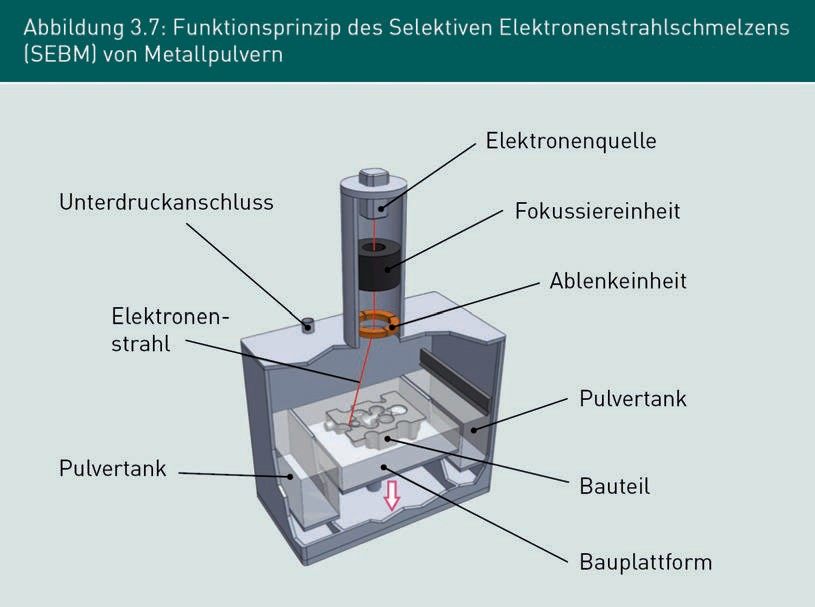 Abbildung 3.7: Funktionsprinzip des Selektiven Elektronenstrahlschmelzens
(SEBM) von Metallpulvern
Elektronenquelle
Unterdruckanschluss
Fokussiereinheit
Ablenkeinheit
Elektronen-
strahl
Pulvertank
Pulvertank
Bauteil
Bauplattform